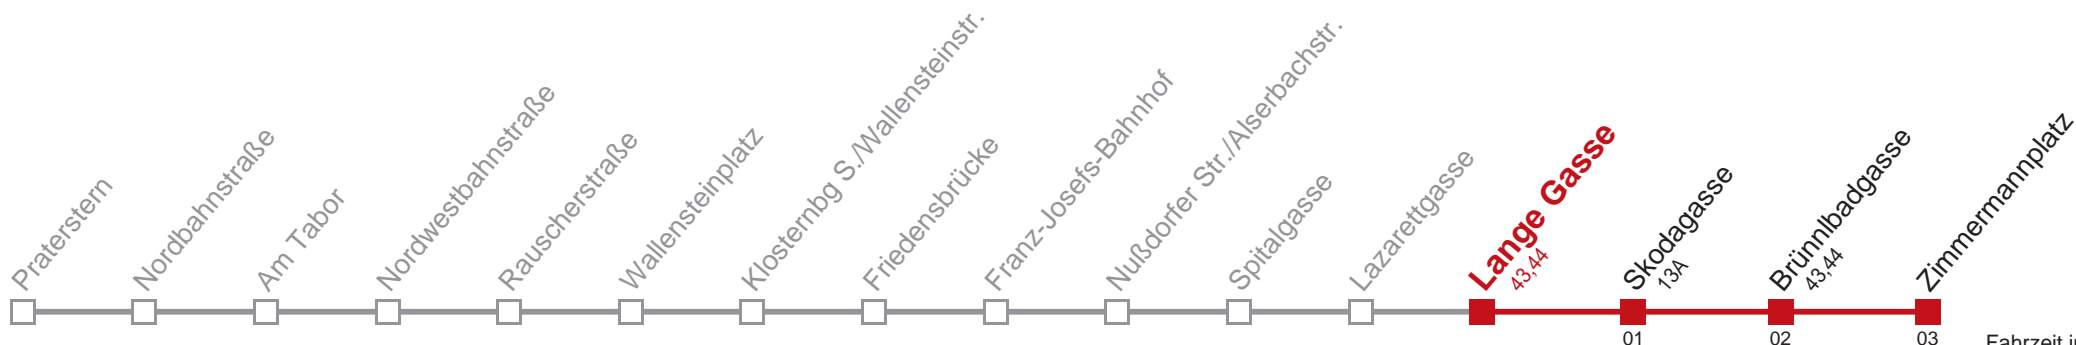 Praterstern
Nordbahnstraße
Am Tabor
Nordwestbahnstraße
Rauscherstraße
Wallensteinplatz
Klosternbg S./Wallensteinstr.
Friedensbrücke
Franz-Josefs-Bahnhof
Nußdorfer Str./Alserbachstr.
Spitalgasse
Lazarettgasse
Lange Gasse
43,44
Skodagasse
13A
Brünnlbadgasse
43,44
Zimmermannplatz
01
02
03
Fahrzeit